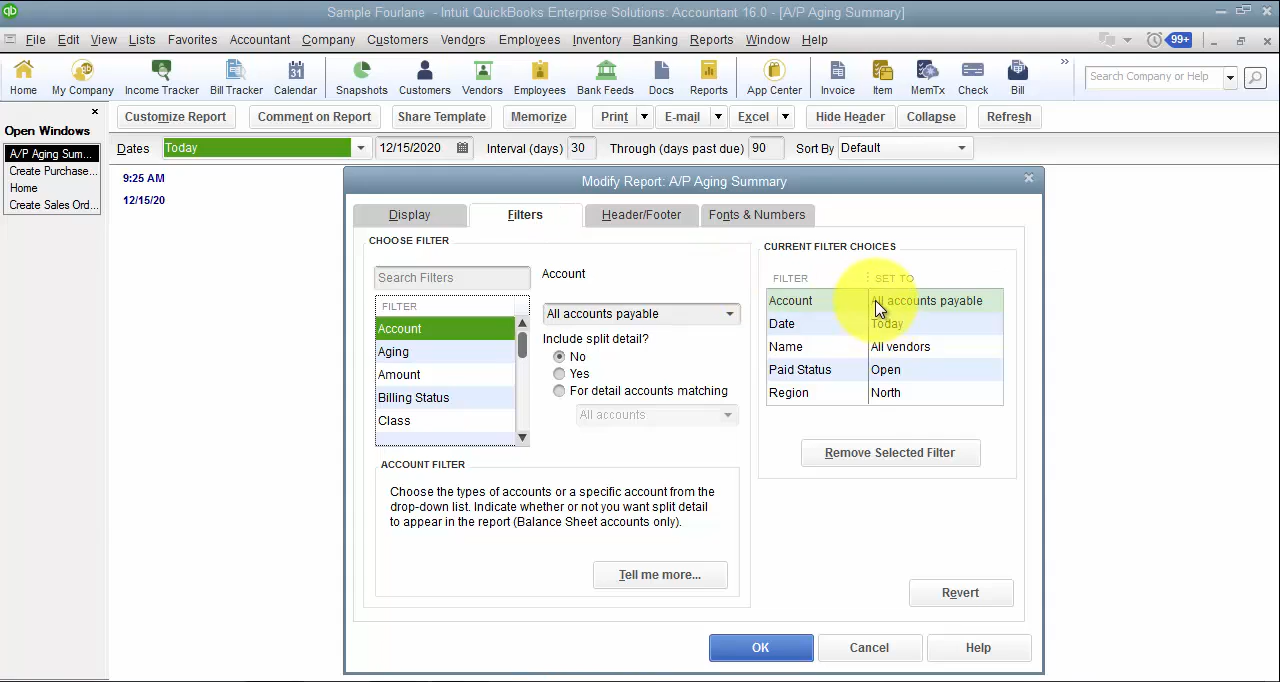 Sample Fourlane - Intuit QuickBooks Enterprise Solutions: Accountant 16.0 - [A/P Aging Summary]
File Edit View Lists Favorites Accountant Company Customers Vendors Employees Inventory Banking Reports Window Help 99+
Home My Company Income Tracker Bill Tracker Calendar Snapshots Customers Vendors Employees Bank Feeds Docs Reports App Center Invoice Item MemTx Check Bill Search Company or Help
Open Windows
A/P Aging Sum...
Create Purchase...
Home
Create Sales Ord...
Customize Report Comment on Report Share Template Memorize Print E-mail Excel Hide Header Collapse Refresh
Dates Today 12/15/2020 Interval (days) 30 Through (days past due) 90 Sort By Default
9:25 AM
12/15/20
Modify Report: A/P Aging Summary
Display Filters Header/Footer Fonts & Numbers
CHOOSE FILTER
Search Filters
FILTER
Account
Aging
Amount
Billing Status
Class
Account
All accounts payable
Include split detail?
No
Yes
For detail accounts matching
All accounts
ACCOUNT FILTER
Choose the types of accounts or a specific account from the
drop-down list. Indicate whether or not you want split detail
to appear in the report (Balance Sheet accounts only).
Tell me more...
CURRENT FILTER CHOICES
FILTER SET TO
Account All accounts payable
Date Today
Name All vendors
Paid Status Open
Region North
Remove Selected Filter
Revert
OK Cancel Help